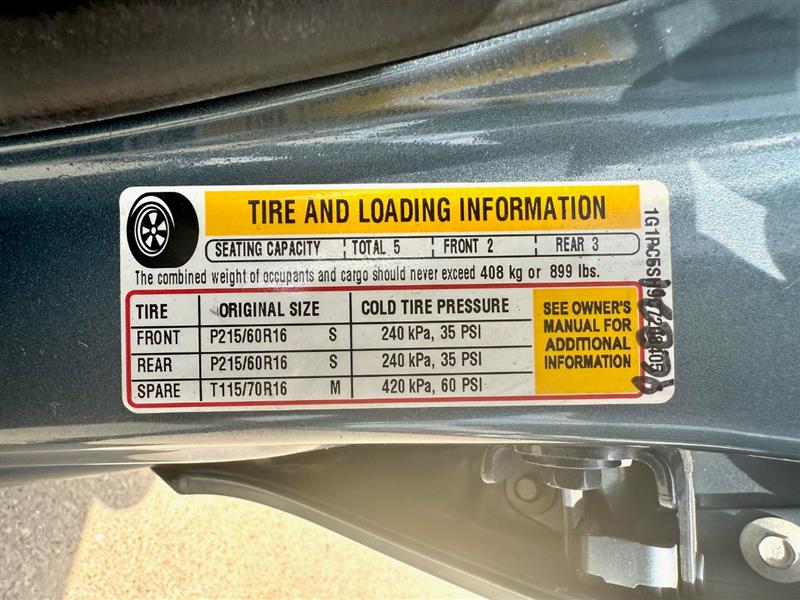 TIRE AND LOADING INFORMATION
SEATING CAPACITY TOTAL 5 FRONT 2 REAR 3
The combined weight of occupants and cargo should never exceed 408 kg or 899 lbs.
TIRE ORIGINAL SIZE COLD TIRE PRESSURE
FRONT P215/60R16 S 240 kPa, 35 PSI
REAR P215/60R16 S 240 kPa, 35 PSI
SPARE T115/70R16 M 420 kPa, 60 PSI
SEE OWNER'S
MANUAL FOR
ADDITIONAL
INFORMATION